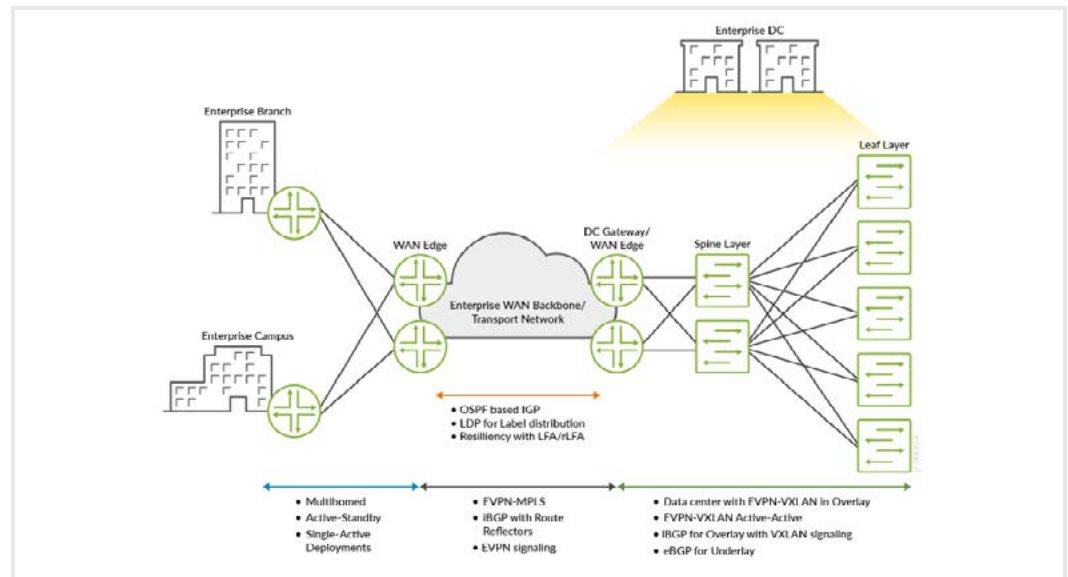 Enterprise DC
Enterprise Branch
Leaf Layer
WAN Edge
DC Gateway/
WAN Edge
Spine Layer
Enterprise WAN Backbone/
Transport Network
Enterprise Campus
• OSPF based IGP
• LDP for Label distribution
• Resilliency with LFA/rLFA
• Multihomed
• Active-Standby
• Single-Active
Deployments
• EVPN-MPLS
• iBGP with Route
Reflectors
• EVPN signaling
• Data center with EVPN-VXLAN in Overlay
• EVPN-VXLAN Active-Active
• iBGP for Overlay with VXLAN signaling
• eBGP for Underlay